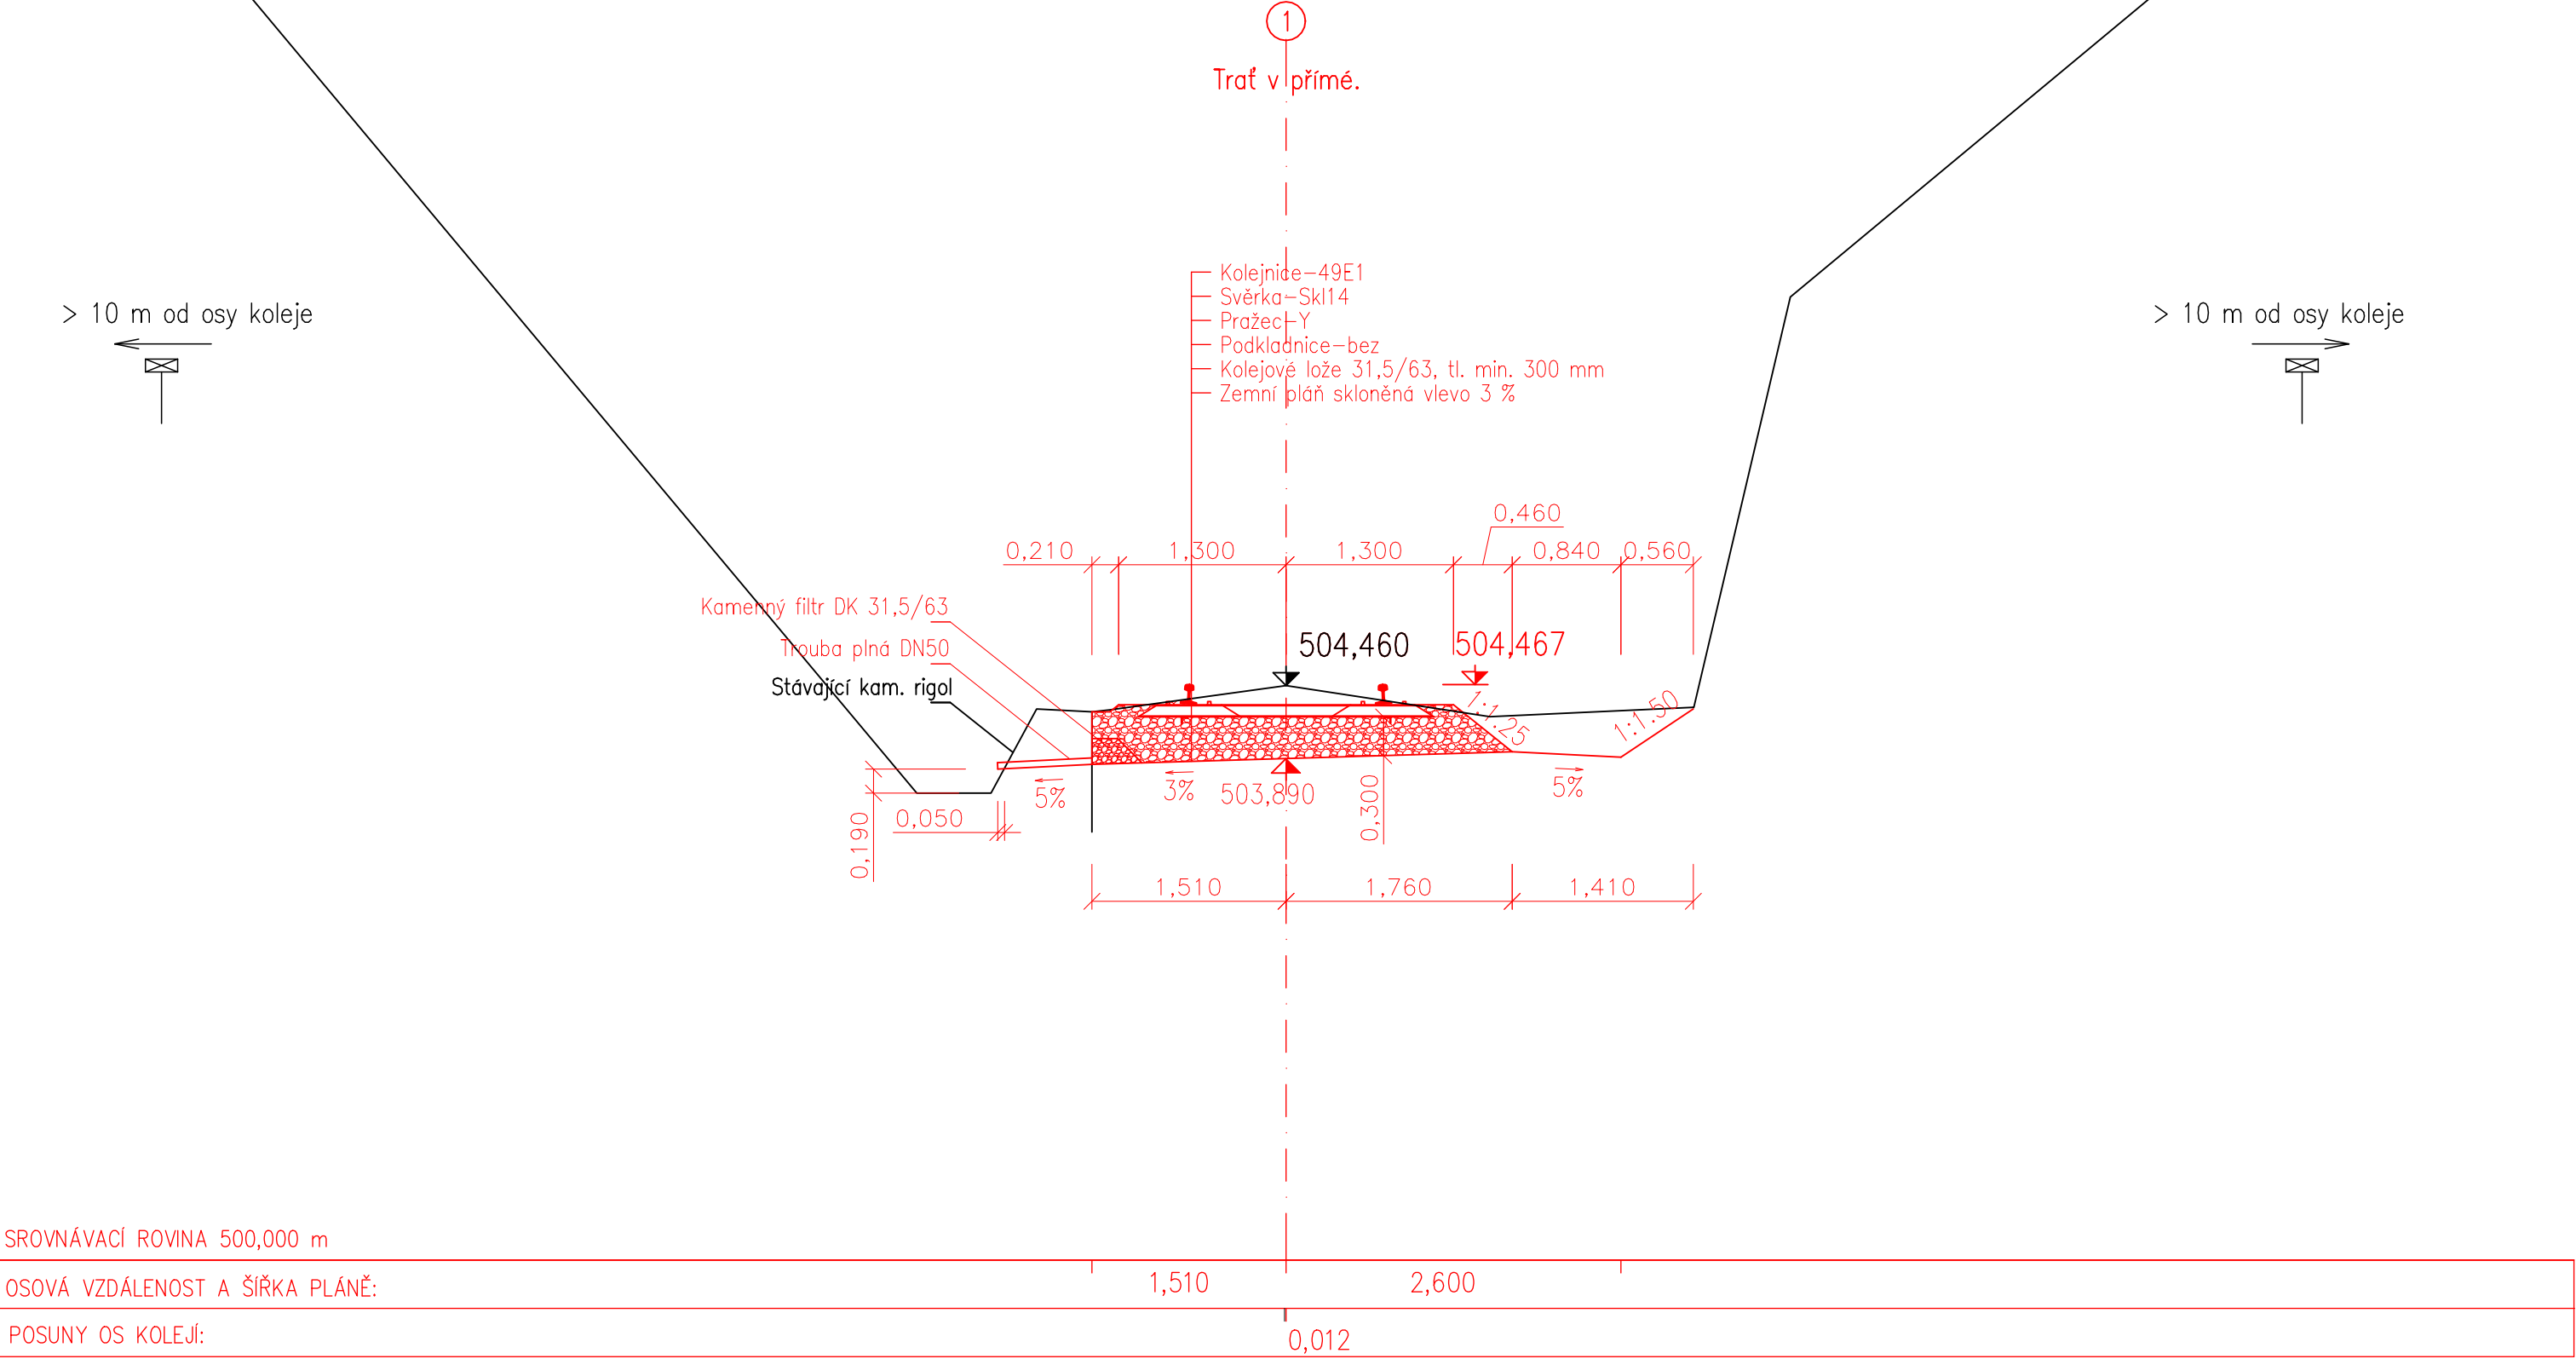 1
Trať v přímé.
Kolejnice-49E1
Svěrka-Skl14
Pražec-Y
Podkladnice-bez
Kolejové lože 31,5/63, tl. min. 300 mm
Zemní pláň skloněná vlevo 3 %
> 10 m od osy koleje
> 10 m od osy koleje
0,460
0,210
1,300
1,300
0,840
0,560
Kamenný filtr DK 31,5/63
Trouba plná DN50
Stávající kam. rigol
504,460
504,467
1:1.25
1:1.50
5%
3%
503,890
0,300
5%
0,050
0,190
1,510
1,760
1,410
SROVNÁVACÍ ROVINA 500,000 m
OSOVÁ VZDÁLENOST A ŠÍŘKA PLÁNĚ:
1,510
2,600
POSUNY OS KOLEJÍ:
0,012